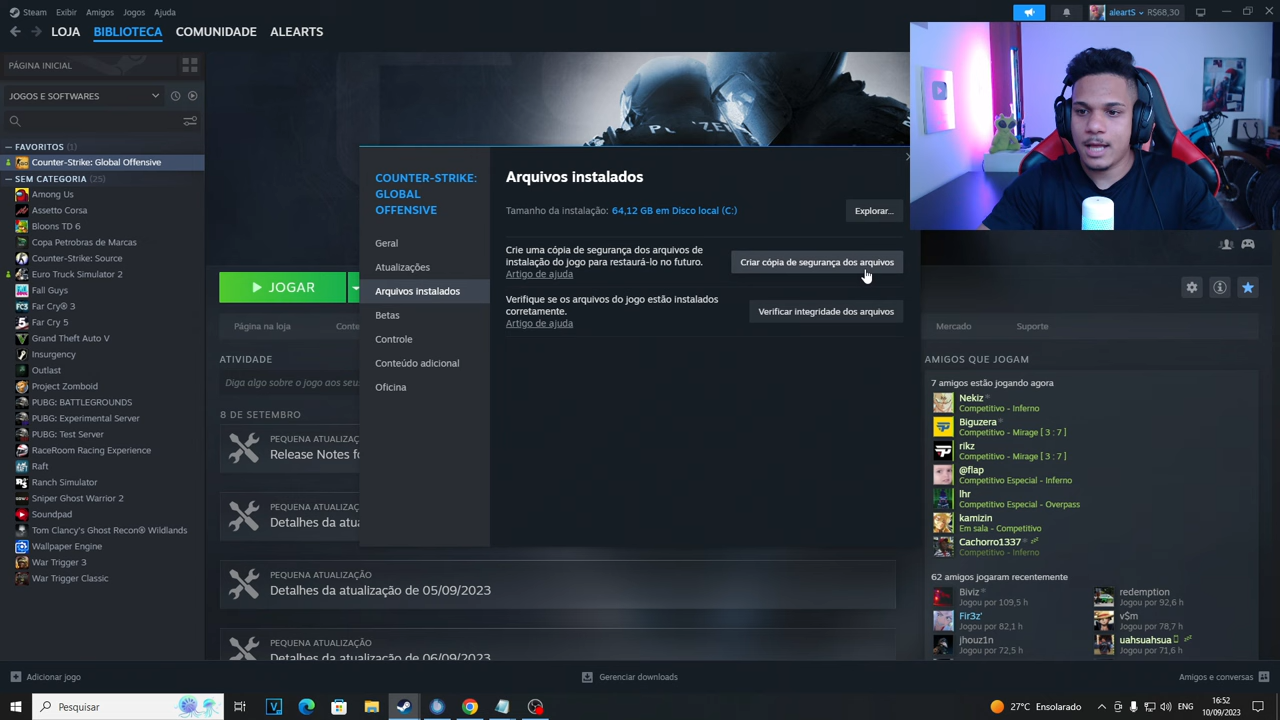 Steam Exibir Amigos Jogos Ajuda
aleartS R$68,30
LOJA BIBLIOTECA COMUNIDADE ALEARTS
PÁGINA INICIAL
JOGOS E SOFTWARES
FAVORITOS (1)
Counter-Strike: Global Offensive
SEM CATEGORIA (25)
Among Us
Assetto Corsa
Bloons TD 6
Copa Petrobras de Marcas
Counter-Strike: Source
Euro Truck Simulator 2
Fall Guys
Far Cry® 3
Far Cry 5
Grand Theft Auto V
Insurgency
Outlast
Project Zomboid
PUBG: BATTLEGROUNDS
PUBG: Experimental Server
PUBG: Test Server
RaceRoom Racing Experience
Raft
Ranch Simulator
Sniper Ghost Warrior 2
Soundpad
Tom Clancy's Ghost Recon® Wildlands
Wallpaper Engine
War Trigger 3
War Trigger Classic
JOGAR
Página na loja
ATIVIDADE
Diga algo sobre o jogo aos seu
8 DE SETEMBRO
PEQUENA ATUALIZAÇ
Release Notes fo
PEQUENA ATUALIZAÇ
Detalhes da atua
PEQUENA ATUALIZAÇÃO
Detalhes da atualização de 05/09/2023
PEQUENA ATUALIZAÇÃO
Detalhes da atualização de 06/09/2023
COUNTER-STRIKE:
GLOBAL
OFFENSIVE
Geral
Atualizações
Arquivos instalados
Betas
Controle
Conteúdo adicional
Oficina
Arquivos instalados
Tamanho da instalação: 64,12 GB em Disco local (C:)
Explorar...
Crie uma cópia de segurança dos arquivos de
instalação do jogo para restaurá-lo no futuro.
Artigo de ajuda
Criar cópia de segurança dos arquivos
Verifique se os arquivos do jogo estão instalados
corretamente.
Artigo de ajuda
Verificar integridade dos arquivos
Mercado Suporte
AMIGOS QUE JOGAM
7 amigos estão jogando agora
Nekiz
Competitivo - Inferno
Biguzera
Competitivo - Mirage [ 3 : 7 ]
rikz
Competitivo - Mirage [ 3 : 7 ]
@flap
Competitivo Especial - Inferno
lhr
Competitivo Especial - Overpass
kamizin
Em sala - Competitivo
Cachorro1337
Competitivo - Inferno
62 amigos jogaram recentemente
Biviz
Jogou por 109,5 h
redemption
Jogou por 92,6 h
Fir3z'
Jogou por 82,1 h
v$m
Jogou por 78,7 h
jhouz1n
Jogou por 72,5 h
uahsuahsua
Jogou por 71,6 h
Adicionar jogo
Gerenciar downloads
Amigos e conversas
Pesquisar
27°C Ensolarado
16:52
10/09/2023